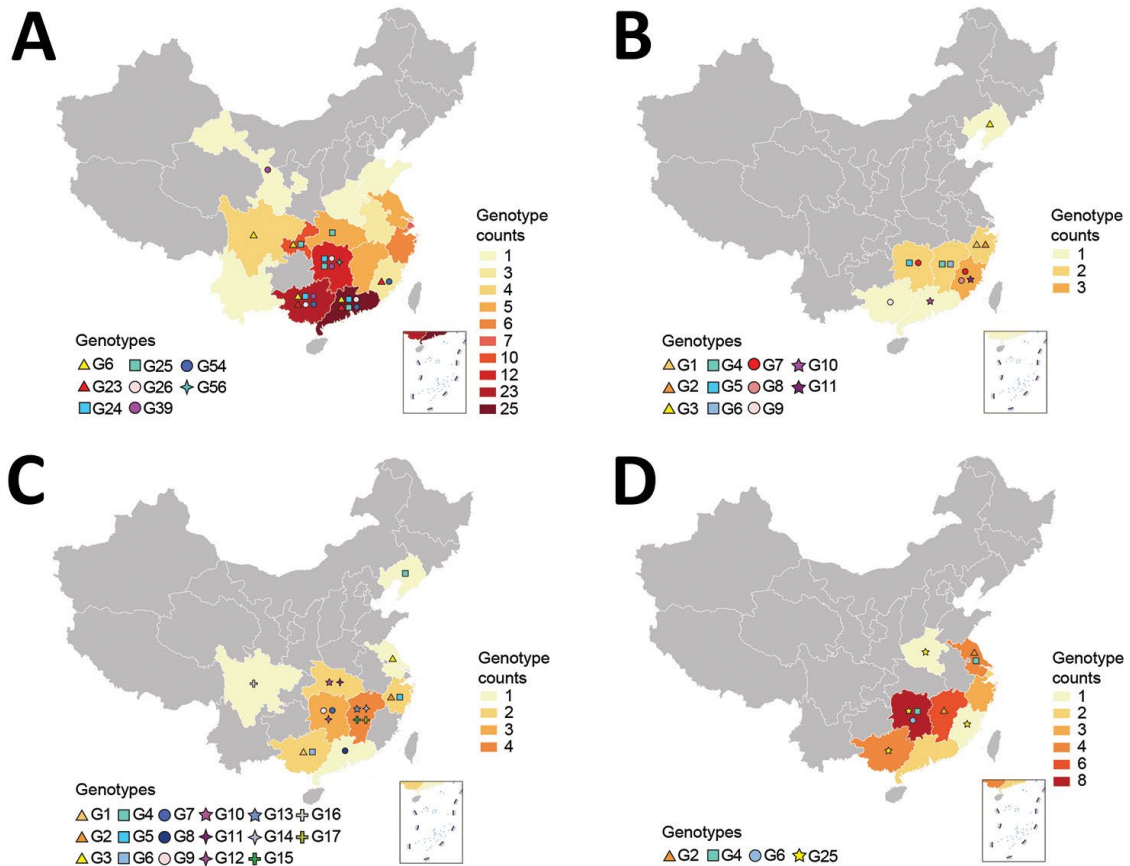 A
Genotype
counts
1
3
4
5
6
7
10
12
23
25
Genotypes
G6 G25 G54
G23 G26 G56
G24 G39
B
Genotype
counts
1
2
3
Genotypes
G1 G4 G7 G10
G2 G5 G8 G11
G3 G6 G9
C
Genotype
counts
1
2
3
4
Genotypes
G1 G4 G7 G10 G13 G16
G2 G5 G8 G11 G14 G17
G3 G6 G9 G12 G15
D
Genotype
counts
1
2
3
4
6
8
Genotypes
G2 G4 G6 G25